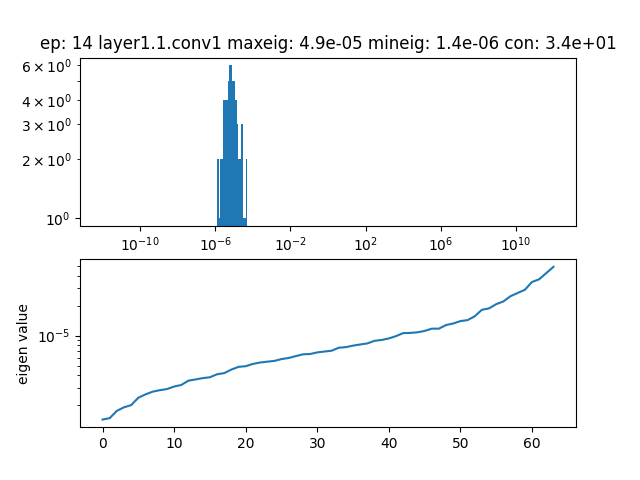 ep: 14 layer1.1.conv1 maxeig: 4.9e-05 mineig: 1.4e-06 con: 3.4e+01
6 × 10⁰
4 × 10⁰
3 × 10⁰
2 × 10⁰
10⁰
10⁻¹⁰ 10⁻⁶ 10⁻² 10² 10⁶ 10¹⁰
10⁻⁵
eigen value
0 10 20 30 40 50 60